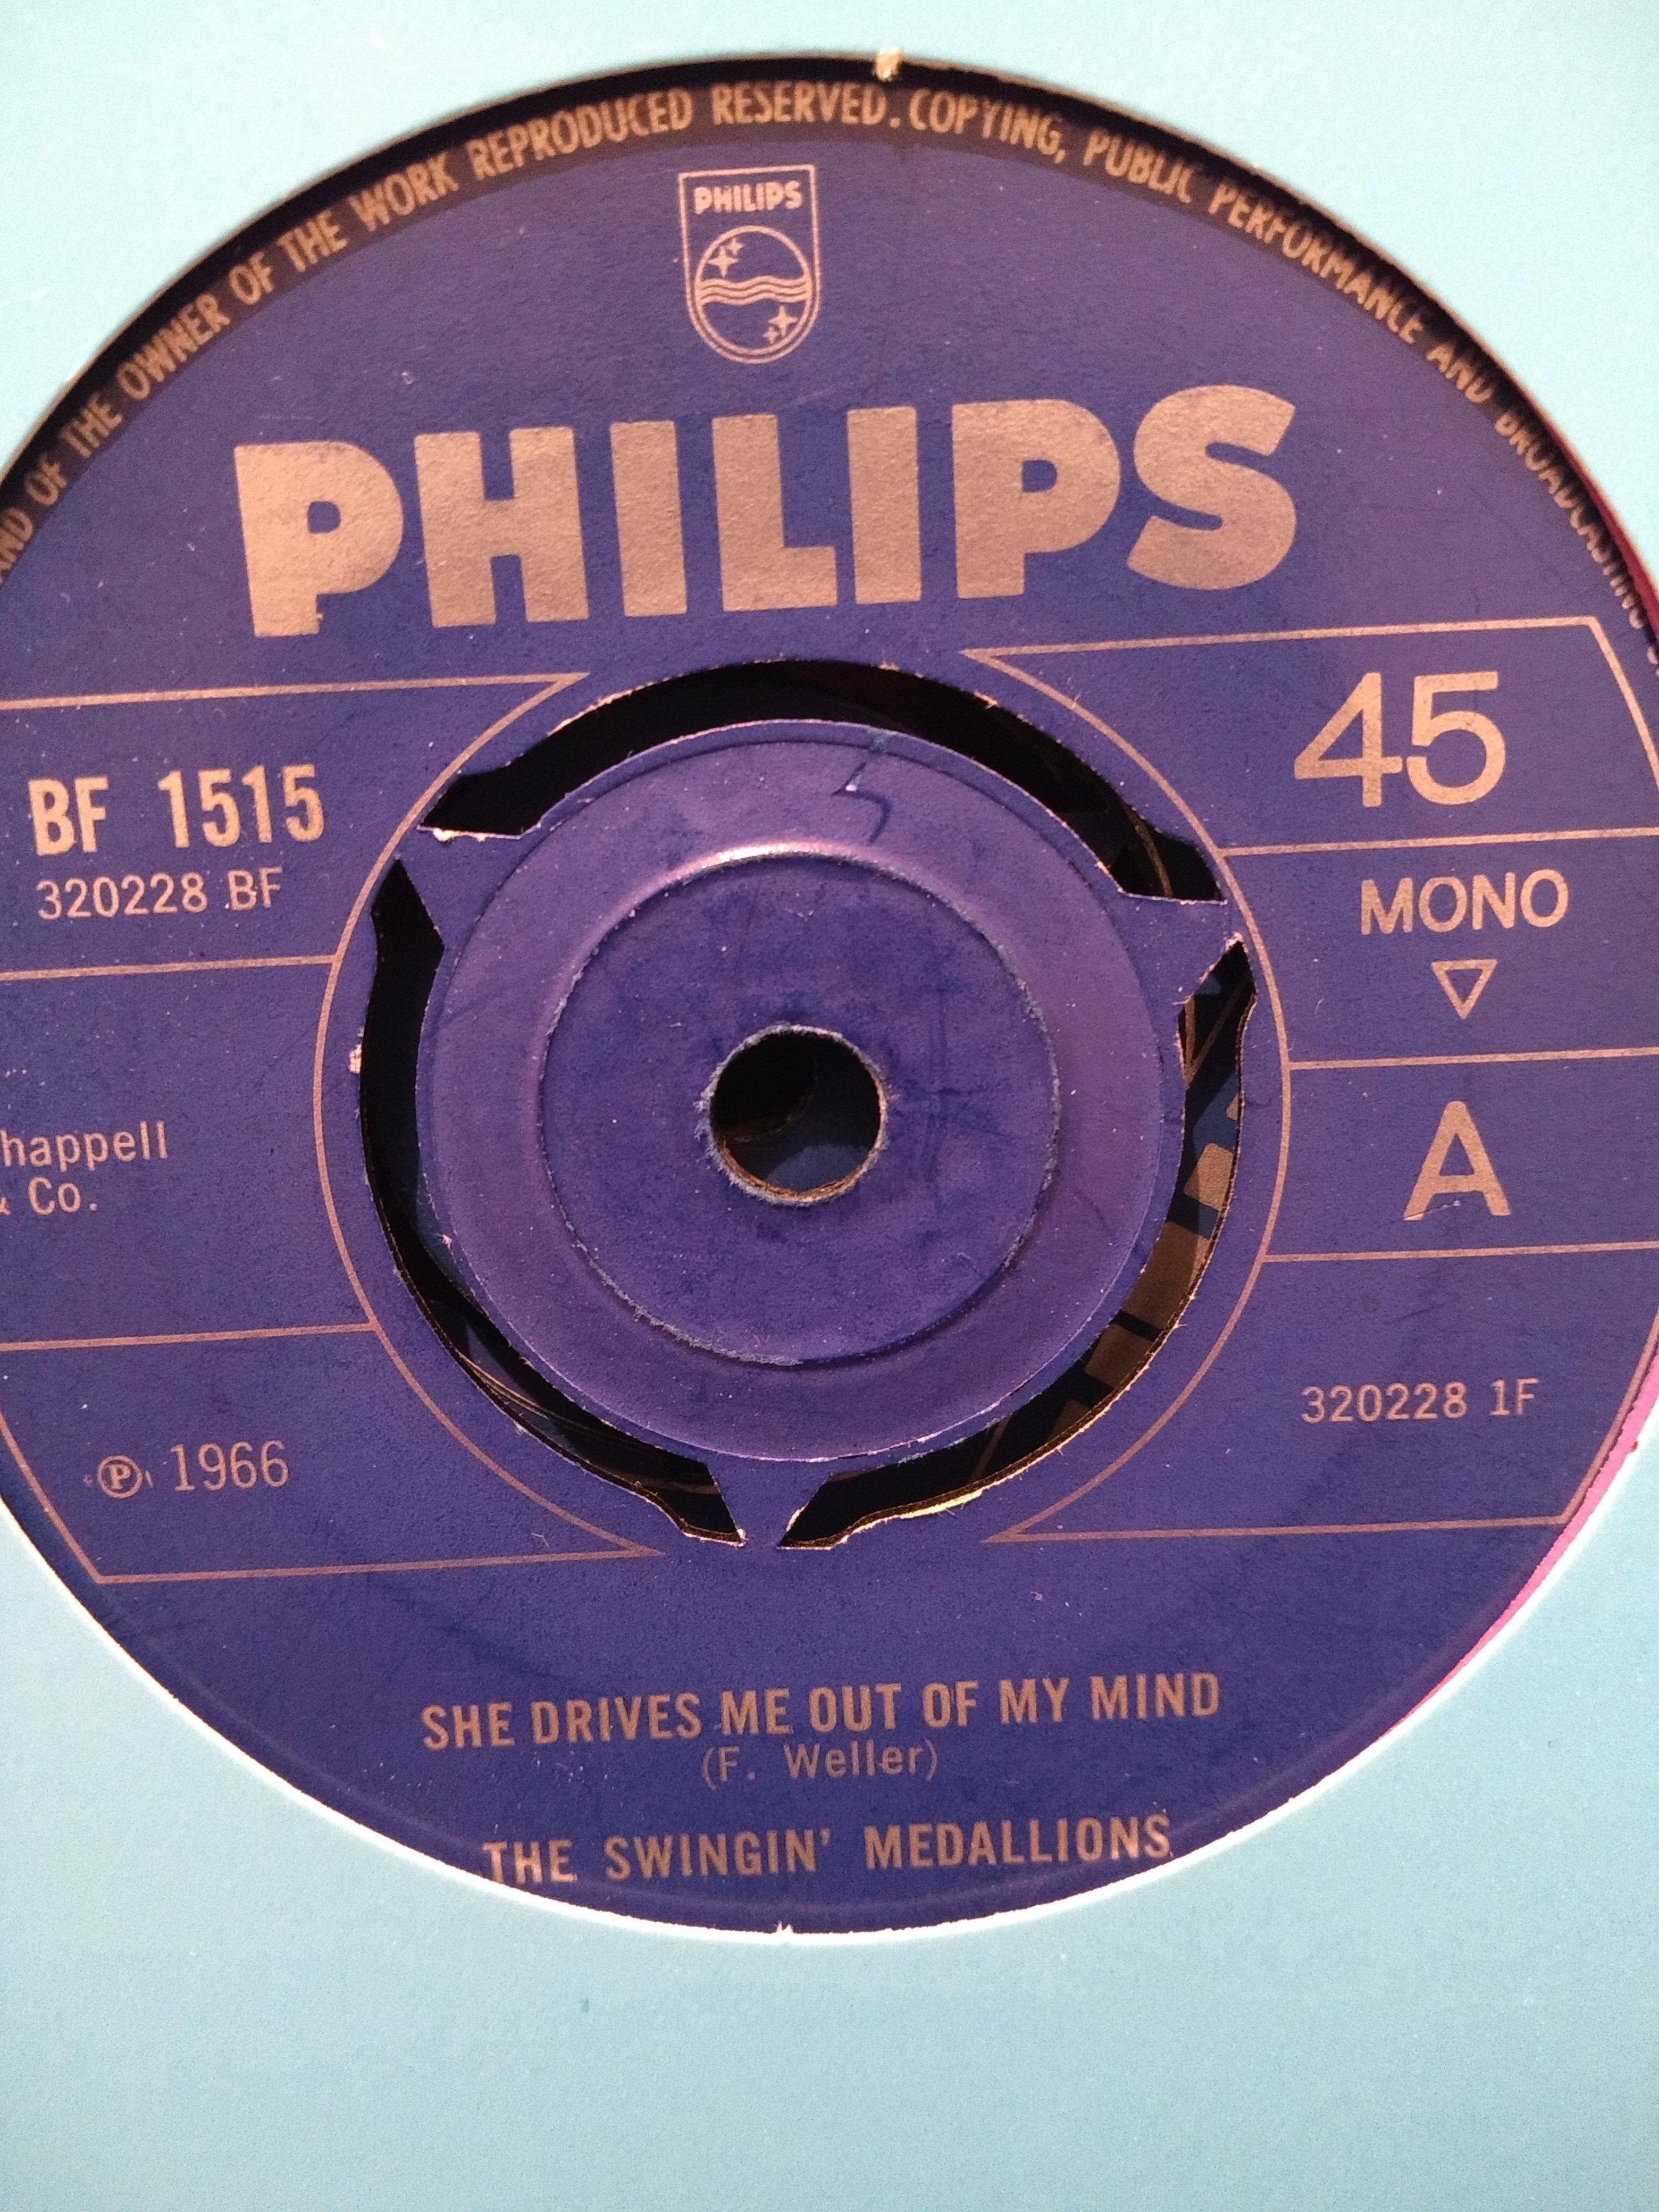 AND OF THE OWNER OF THE WORK REPRODUCED RESERVED. COPYING, PUBLIC PERFORMANCE AND BROADCASTING
PHILIPS
PHILIPS
BF 1515
320228 BF
45
MONO
A
happell
& Co.
℗ 1966
320228 1F
SHE DRIVES ME OUT OF MY MIND
(F. Weller)
THE SWINGIN' MEDALLIONS